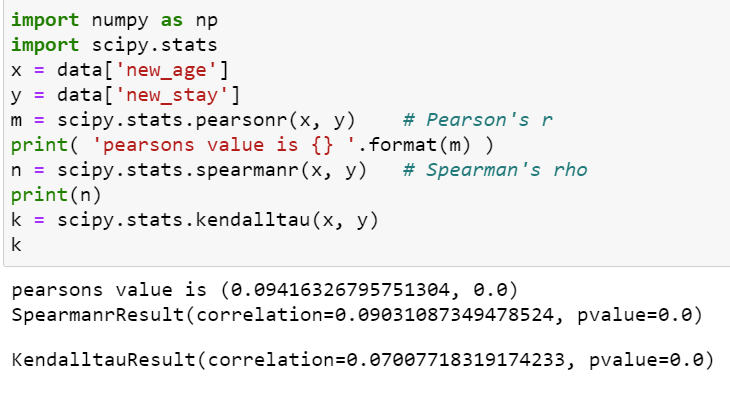 import numpy as np
import scipy.stats
x = data['new_age']
y = data['new_stay']
m = scipy.stats.pearsonr(x, y)    # Pearson's r
print( 'pearsons value is {} '.format(m) )
n = scipy.stats.spearmanr(x, y)   # Spearman's rho
print(n)
k = scipy.stats.kendalltau(x, y)
k
pearsons value is (0.09416326795751304, 0.0)
SpearmanrResult(correlation=0.09031087349478524, pvalue=0.0)
KendalltauResult(correlation=0.07007718319174233, pvalue=0.0)